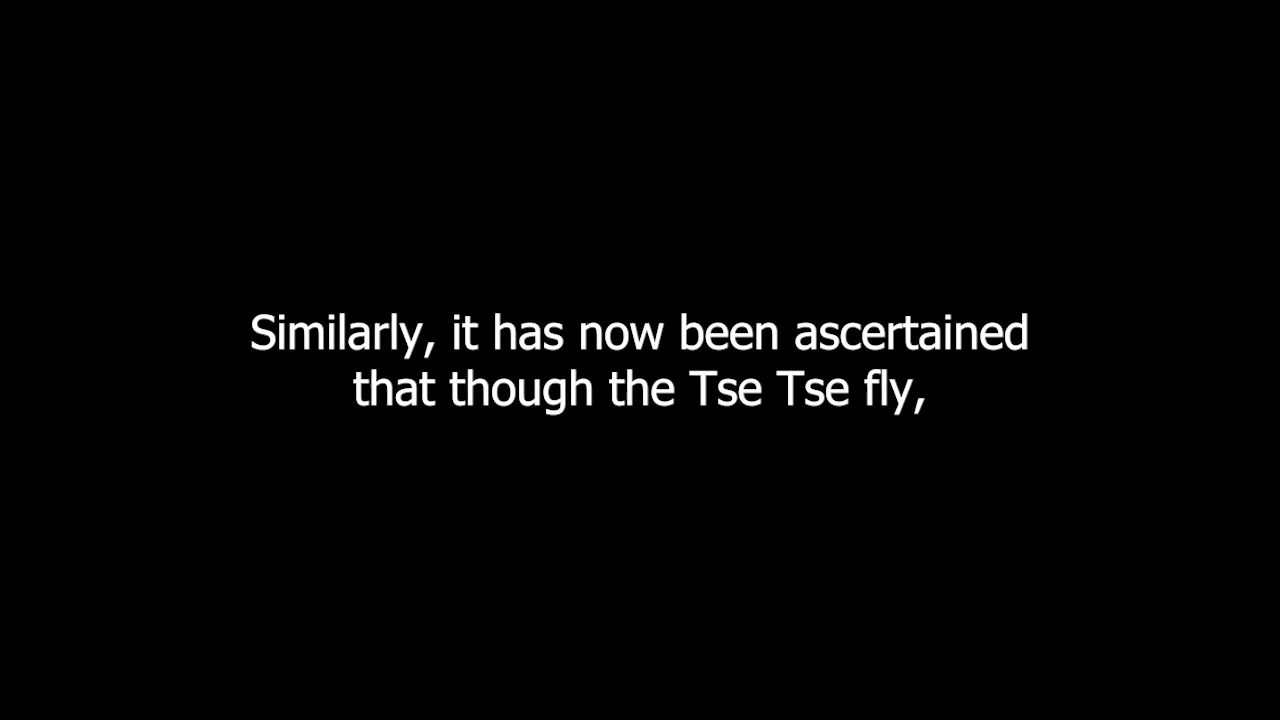 Similarly, it has now been ascertained
that though the Tse Tse fly,